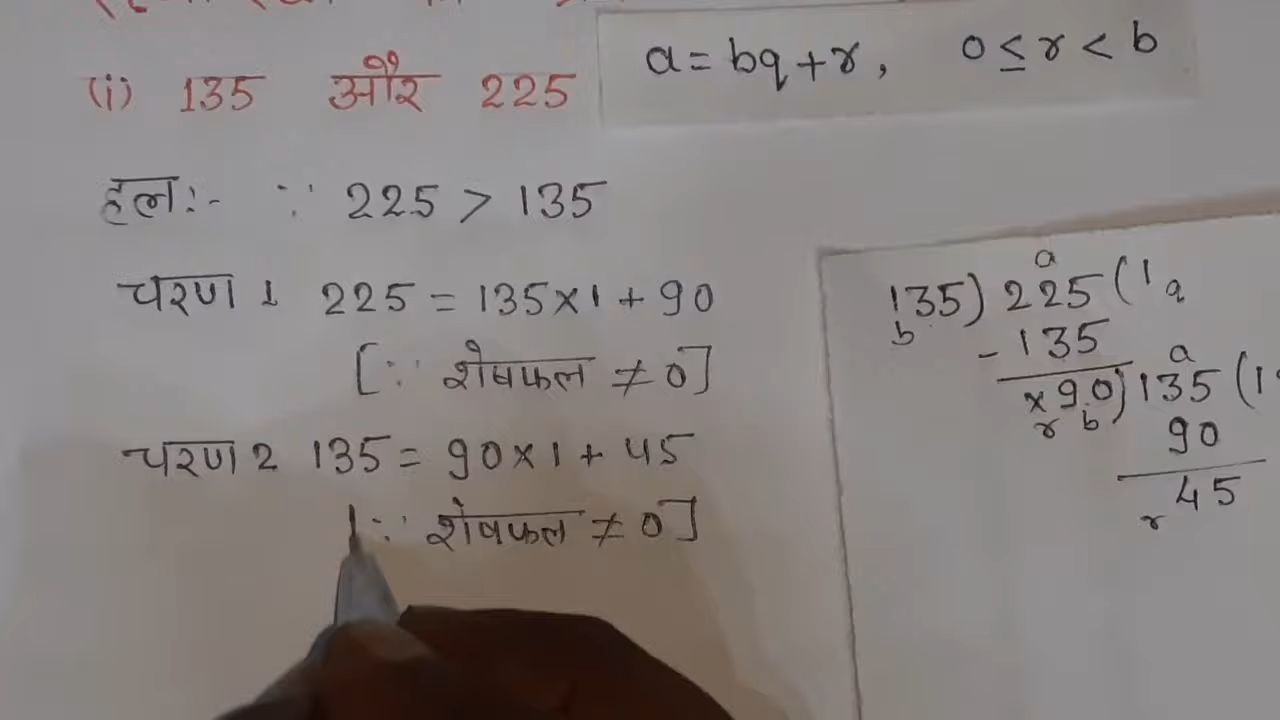 (i) 135 और 225
a = bq + r, 0 ≤ r < b
हल:- ∵ 225 > 135
चरण 1 225 = 135 × 1 + 90
[∵ शेषफल ≠ 0]
चरण 2 135 = 90 × 1 + 45
[∵ शेषफल ≠ 0]
a
135) 225 (1 q
b
- 135
a
× 90) 135 (1
r b
90
45
r